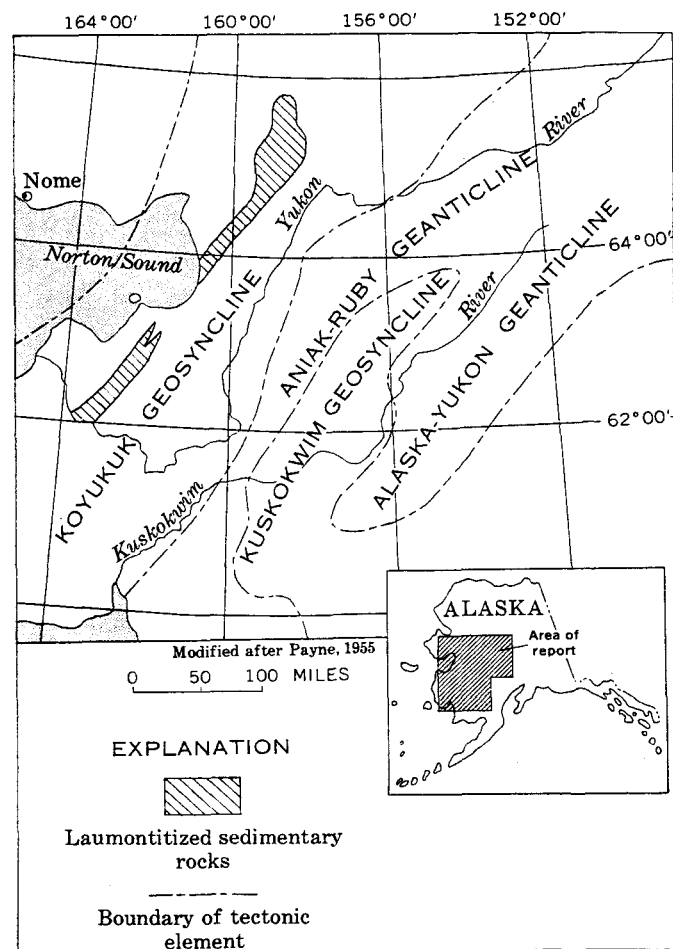 164°00' 160°00' 156°00' 152°00'
River
Nome
Yukon
GEANTICLINE
64°00'
Norton/Sound
River
GEOSYNCLINE
ANIAK-RUBY
GEOSYNCLINE
GEANTICLINE
62°00'
KOYUKUK
KUSKOKWIM
ALASKA-YUKON
Kuskokwim
ALASKA
Area of
report
Modified after Payne, 1955
0 50 100 MILES
EXPLANATION
Laumontitized sedimentary
rocks
Boundary of tectonic
element